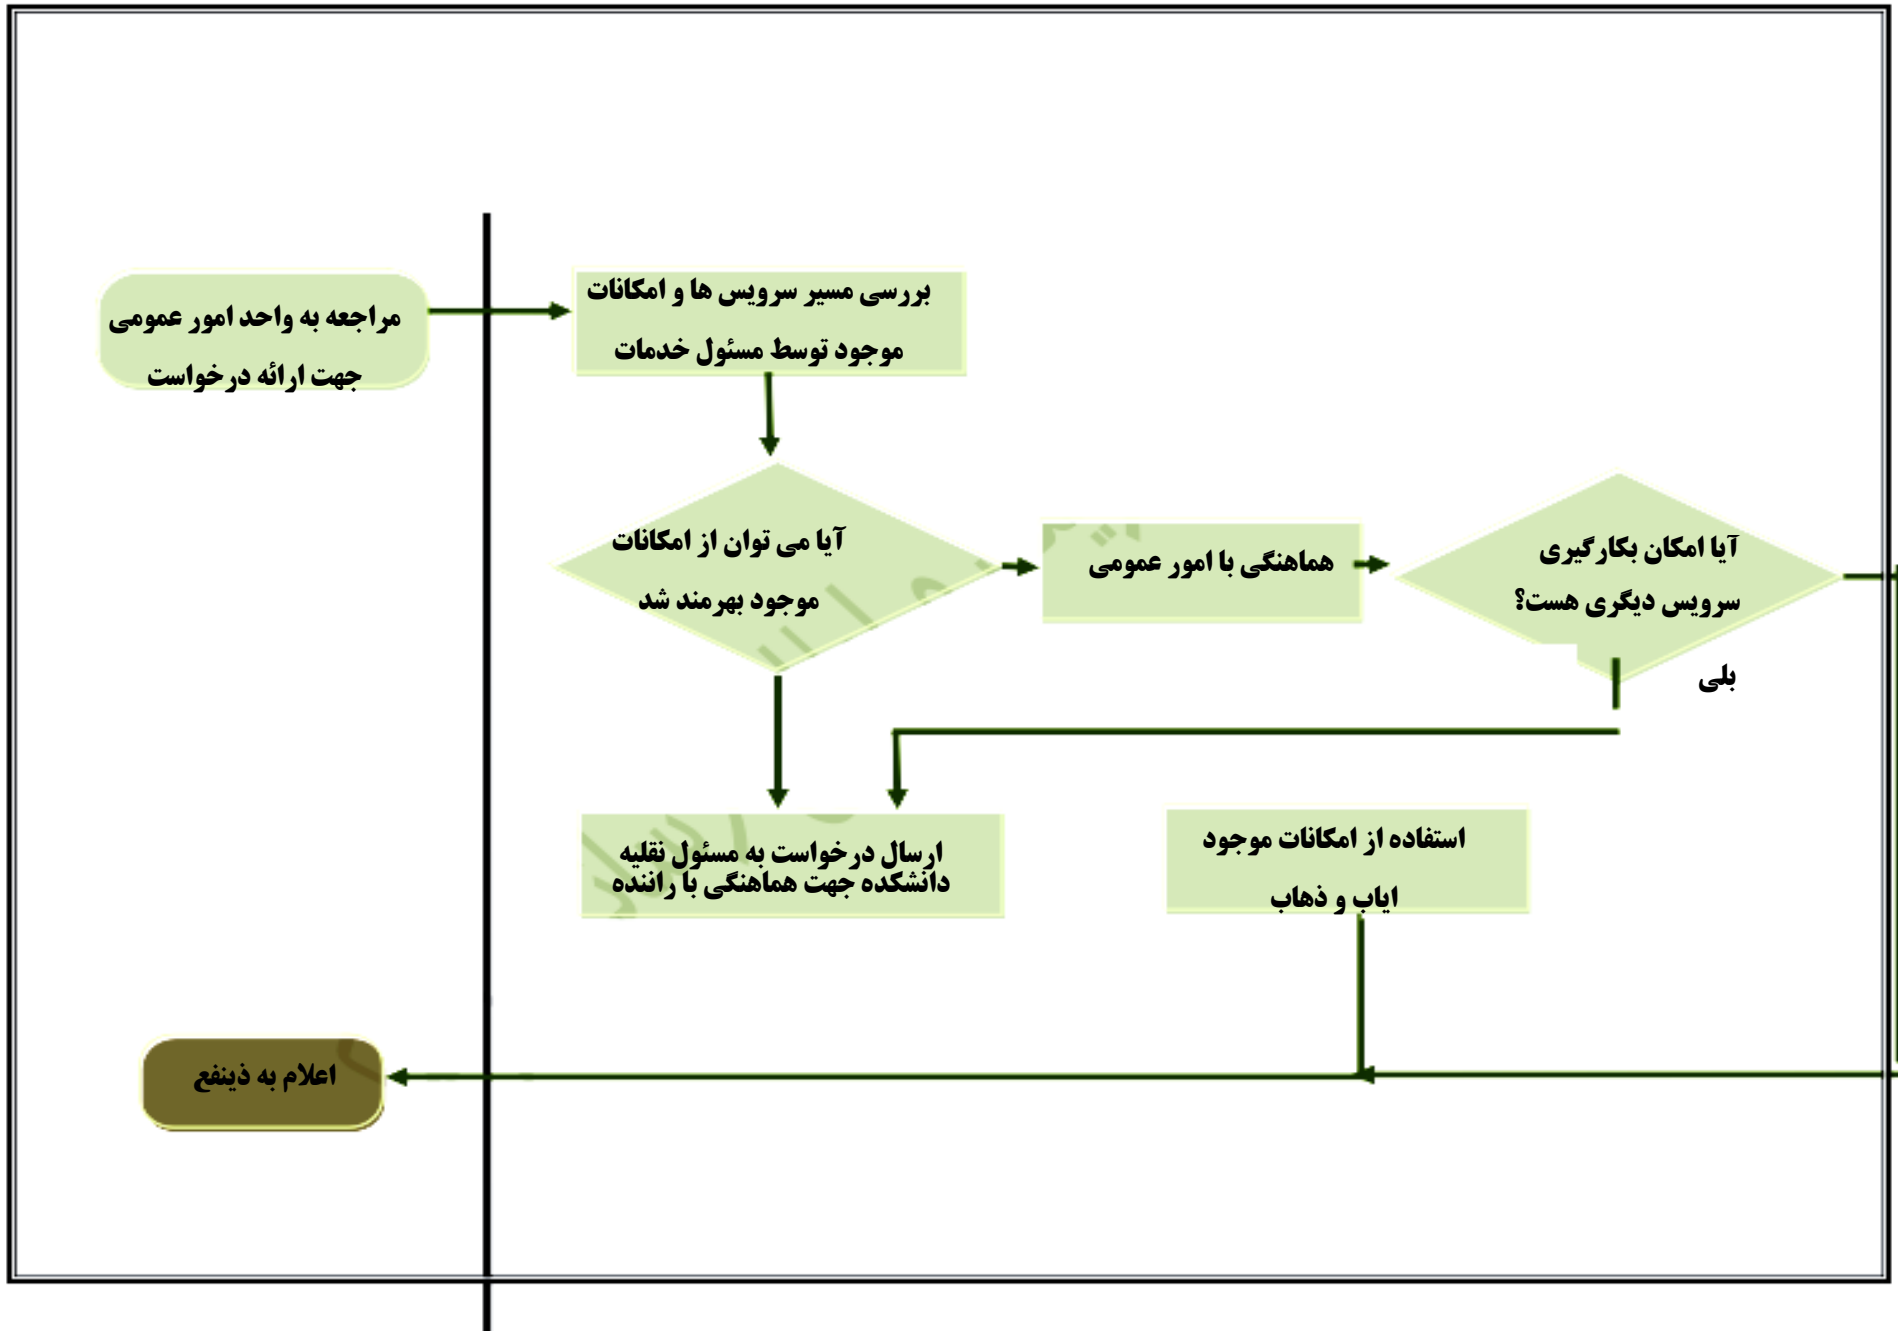 مراجعه به واحد امور عمومی
جهت ارائه درخواست
بررسی مسیر سرویس ها و امکانات
موجود توسط مسئول خدمات
آیا می توان از امکانات
موجود بهرمند شد
هماهنگی با امور عمومی
آیا امکان بکارگیری
سرویس دیگری هست؟
بلی
ارسال درخواست به مسئول نقلیه
دانشکده جهت هماهنگی با راننده
استفاده از امکانات موجود
ایاب و ذهاب
اعلام به ذینفع